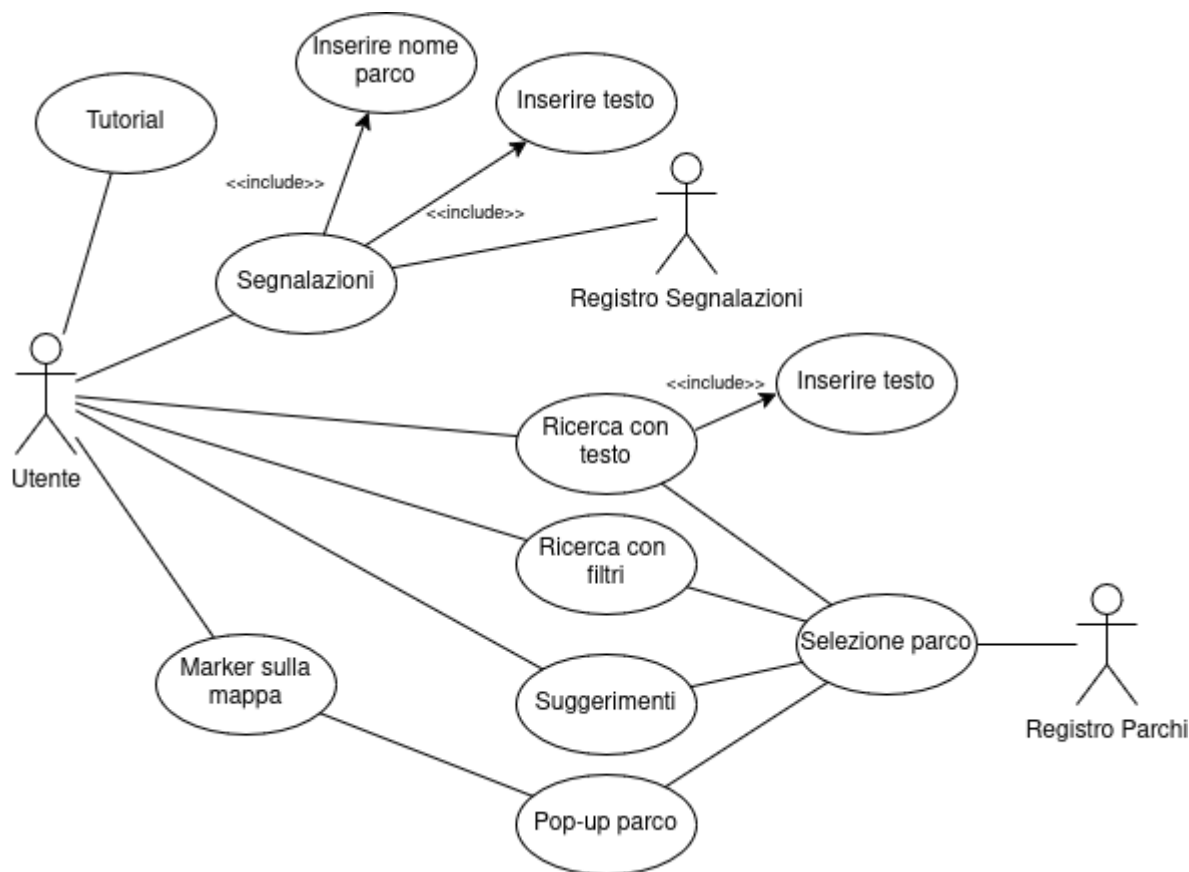 Inserire nome
parco
Inserire testo
Tutorial
<<include>>
<<include>>
Segnalazioni
Registro Segnalazioni
Inserire testo
<<include>>
Ricerca con
testo
Utente
Ricerca con
filtri
Selezione parco
Marker sulla
mappa
Suggerimenti
Registro Parchi
Pop-up parco